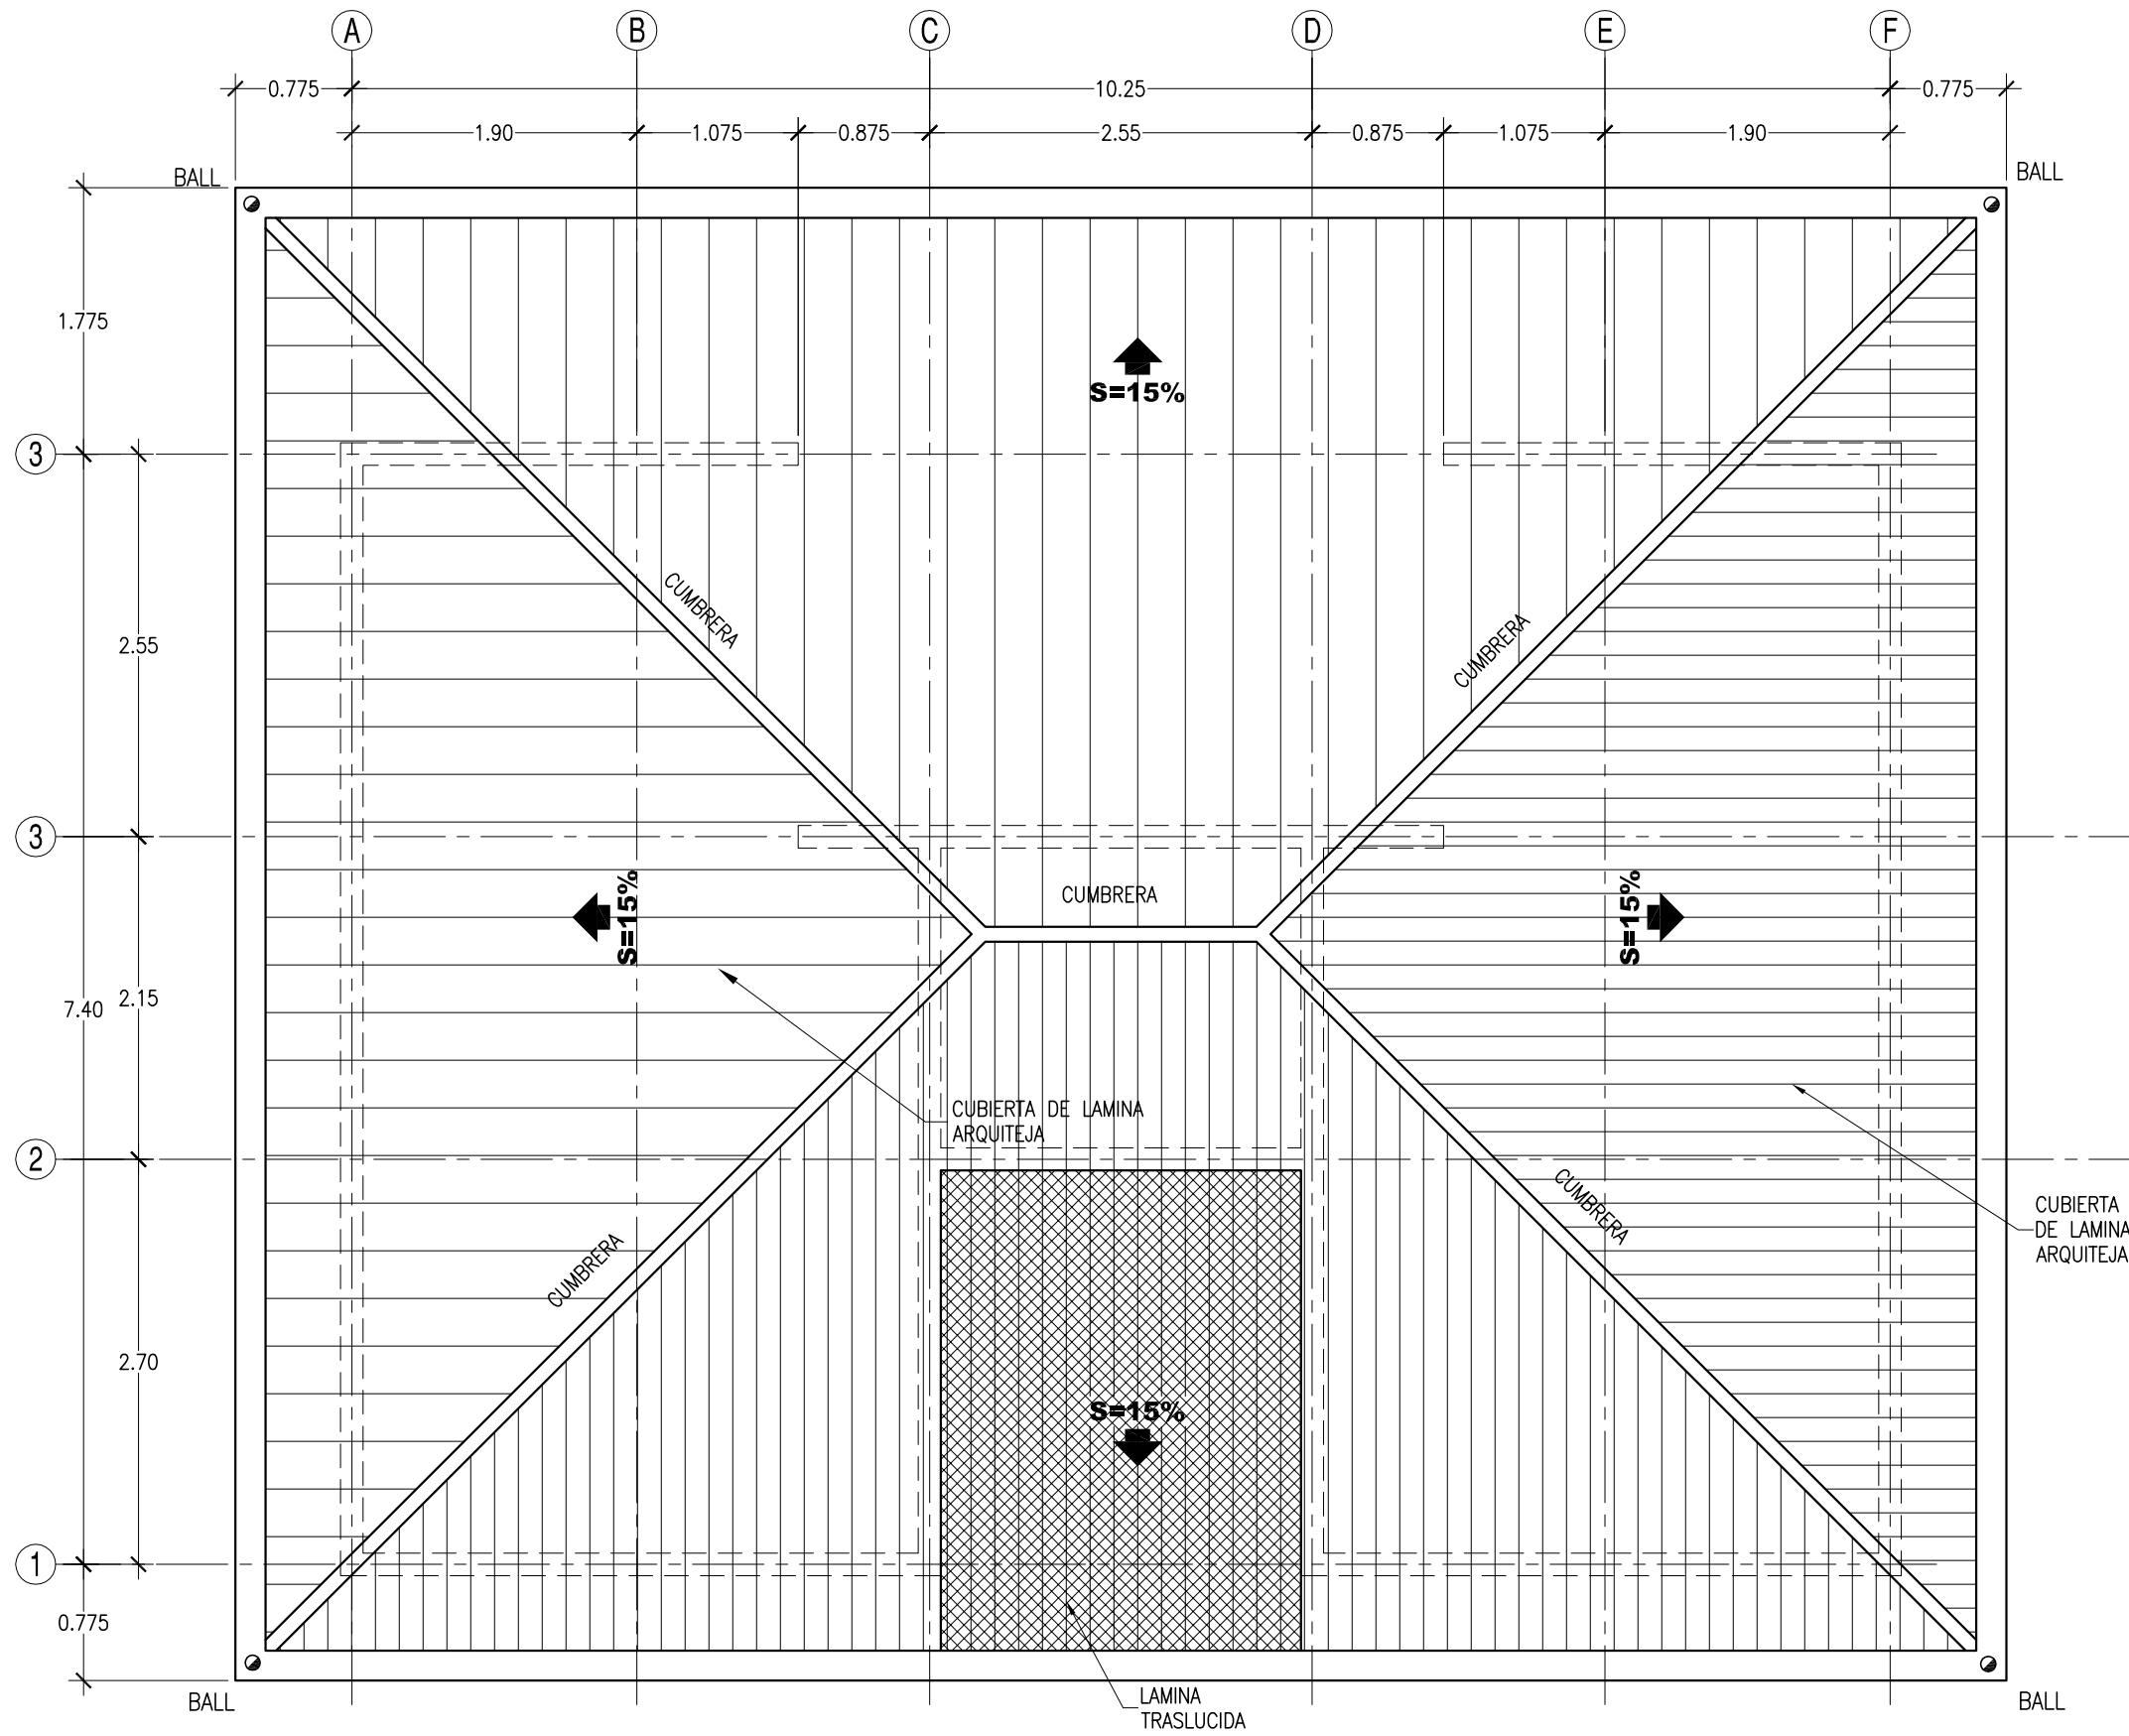 A B C D E F
0.775 10.25 0.775
1.90 1.075 0.875 2.55 0.875 1.075 1.90
BALL BALL
1.775
S=15%
3
2.55
CUMBRERA CUMBRERA
3
CUMBRERA
S=15% S=15%
7.40 2.15
CUBIERTA DE LAMINA
ARQUITEJA
2
CUMBRERA CUMBRERA
CUBIERTA
DE LAMINA
ARQUITEJA
2.70
S=15%
1
0.775
BALL BALL
LAMINA
TRASLUCIDA